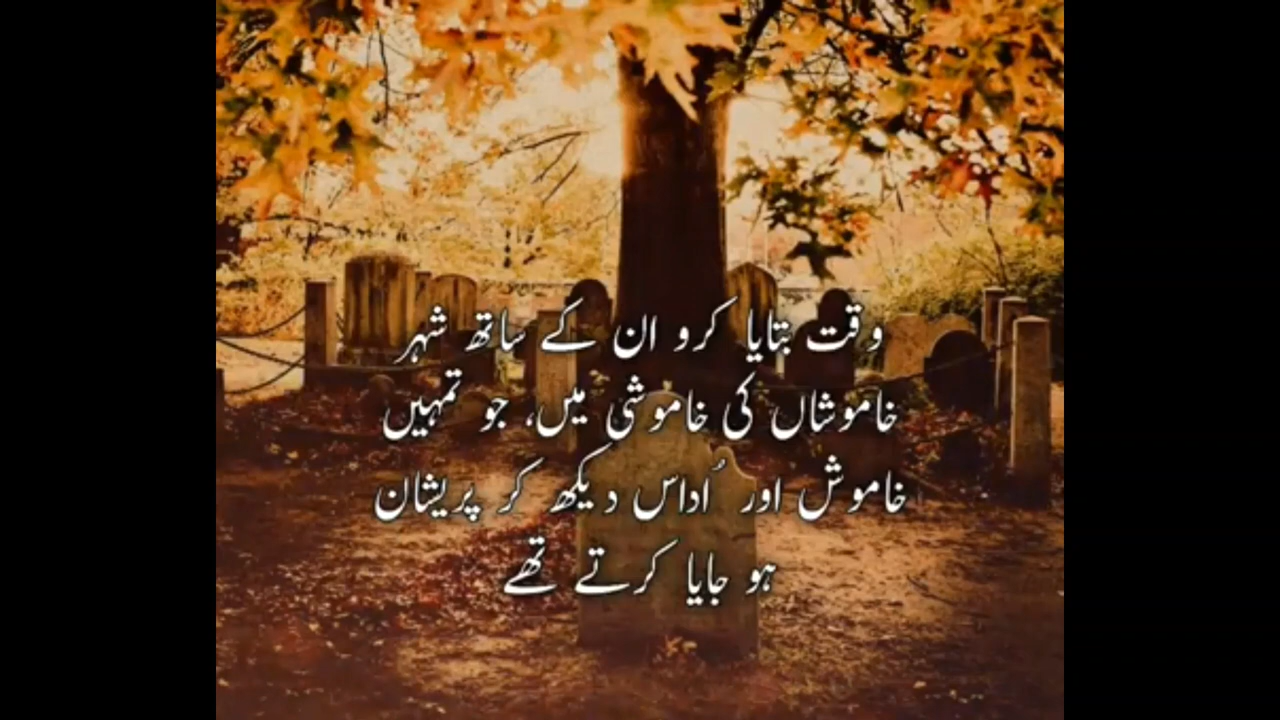 وقت بتایا کرو ان کے ساتھ شہر
خاموشاں کی خاموشی میں، جو تمہیں
خاموش اور اُداس دیکھ کر پریشان
ہو جایا کرتے تھے